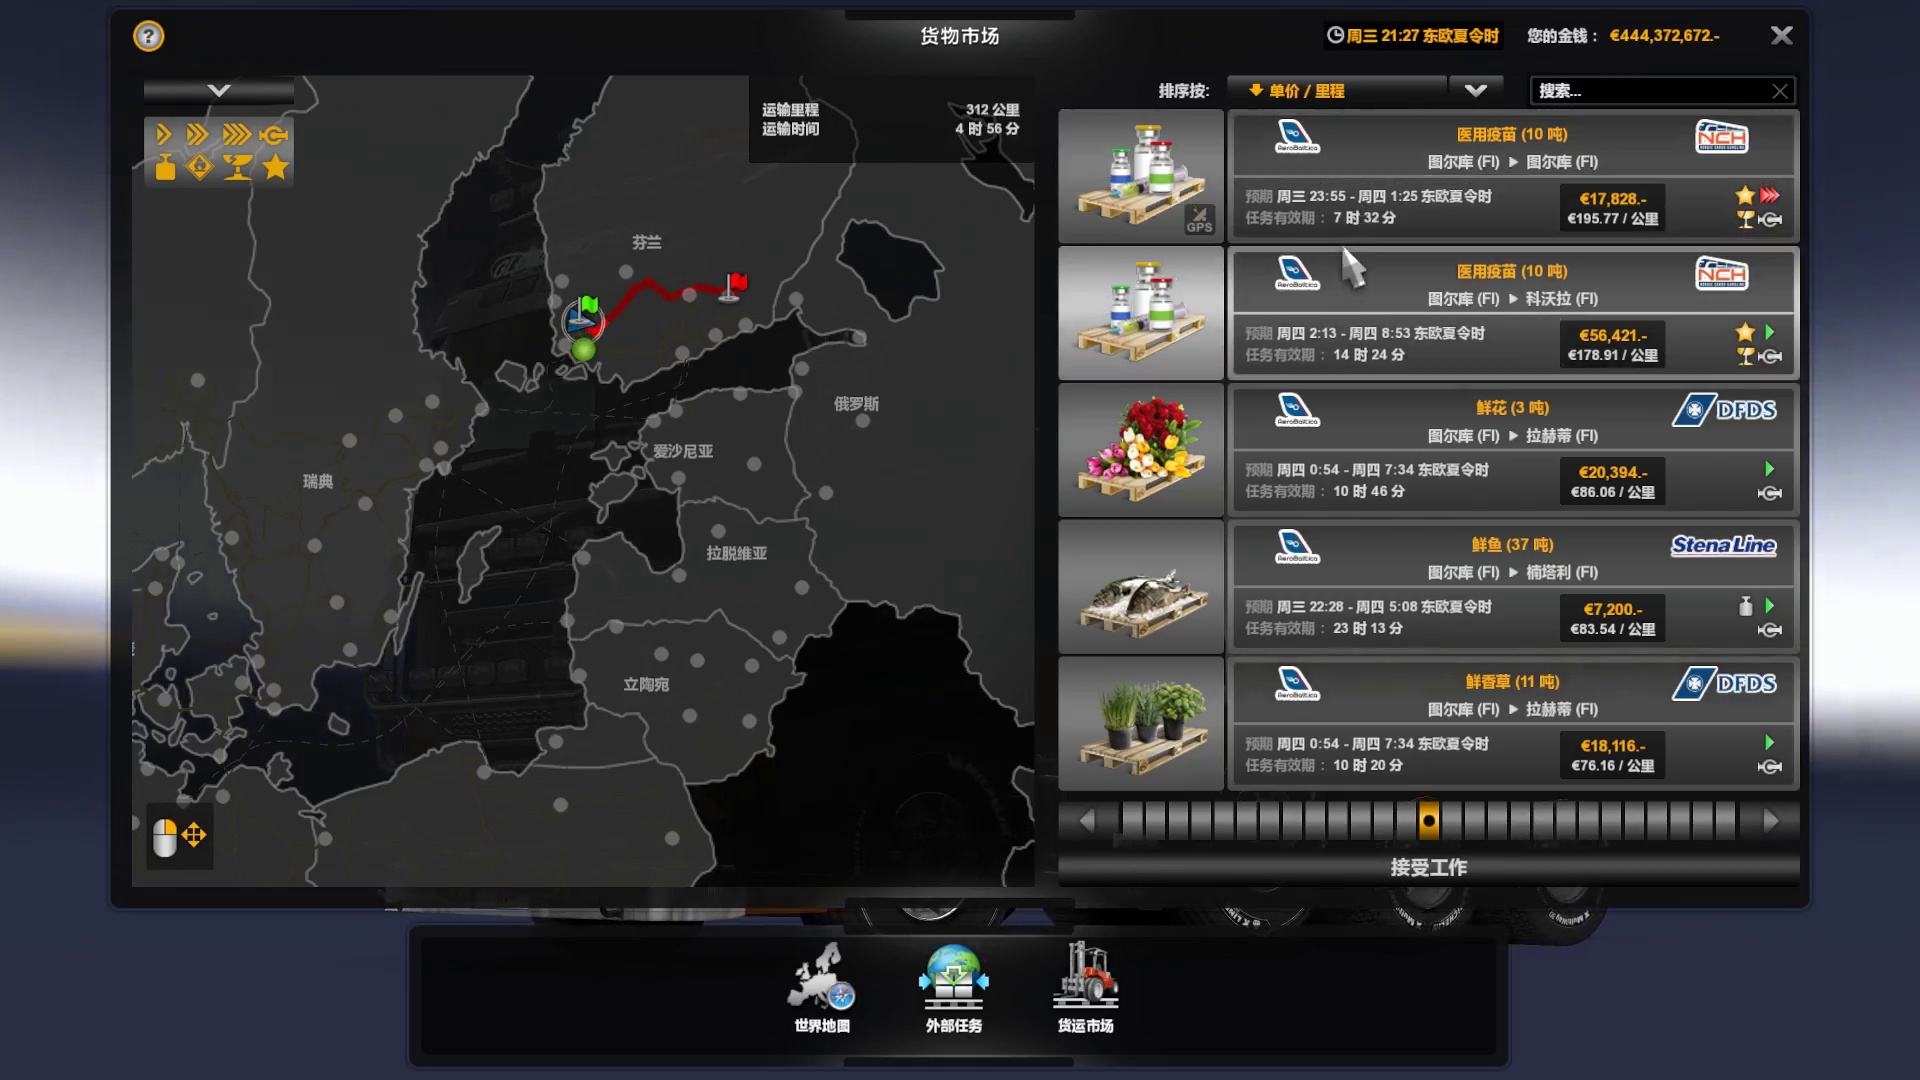 ?
货物市场
周三 21:27 东欧夏令时
您的金钱： €444,372,672.-
运输里程 312 公里
运输时间 4 时 56 分
芬兰
俄罗斯
爱沙尼亚
瑞典
拉脱维亚
立陶宛
排序按: 单价 / 里程
搜索...
GPS
AeroBaltica
医用疫苗 (10 吨)
NCH
图尔库 (FI) ▶ 图尔库 (FI)
预期 周三 23:55 - 周四 1:25 东欧夏令时
任务有效期： 7 时 32 分
€17,828.-
€195.77 / 公里
AeroBaltica
医用疫苗 (10 吨)
NCH
图尔库 (FI) ▶ 科沃拉 (FI)
预期 周四 2:13 - 周四 8:53 东欧夏令时
任务有效期： 14 时 24 分
€56,421.-
€178.91 / 公里
AeroBaltica
鲜花 (3 吨)
DFDS
图尔库 (FI) ▶ 拉赫蒂 (FI)
预期 周四 0:54 - 周四 7:34 东欧夏令时
任务有效期： 10 时 46 分
€20,394.-
€86.06 / 公里
AeroBaltica
鲜鱼 (37 吨)
StenaLine
图尔库 (FI) ▶ 楠塔利 (FI)
预期 周三 22:28 - 周四 5:08 东欧夏令时
任务有效期： 23 时 13 分
€7,200.-
€83.54 / 公里
AeroBaltica
鲜香草 (11 吨)
DFDS
图尔库 (FI) ▶ 拉赫蒂 (FI)
预期 周四 0:54 - 周四 7:34 东欧夏令时
任务有效期： 10 时 20 分
€18,116.-
€76.16 / 公里
接受工作
世界地图
外部任务
货运市场